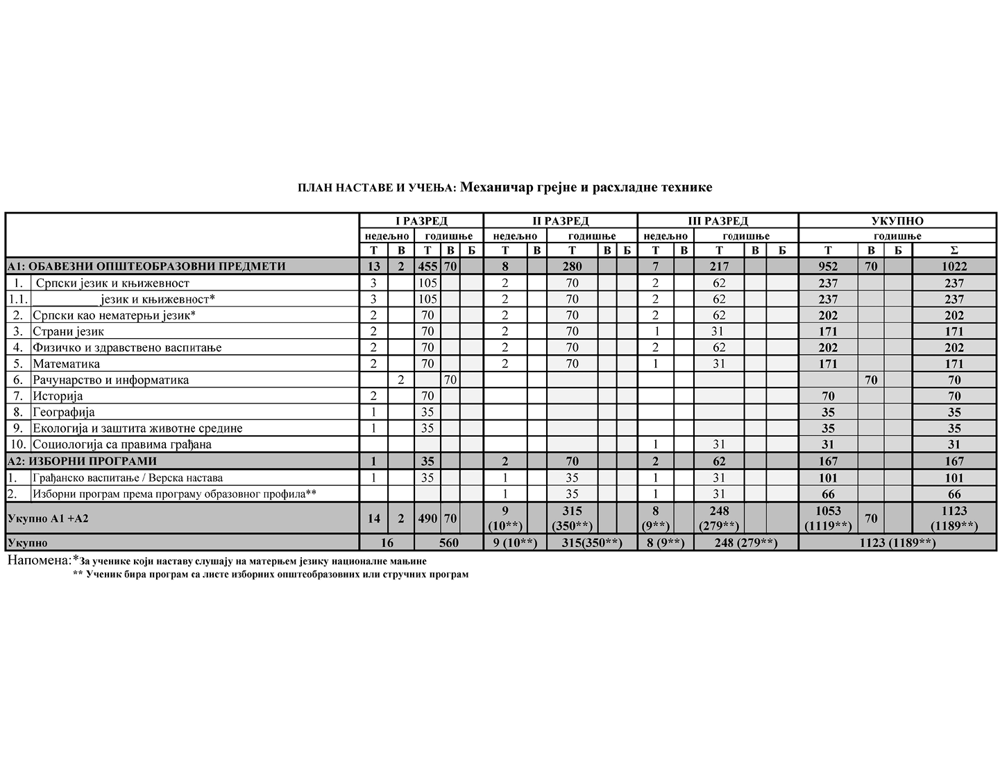 ПЛАН НАСТАВЕ И УЧЕЊА: Механичар грејне и расхладне технике
I РАЗРЕД II РАЗРЕД III РАЗРЕД УКУПНО
недељно годишње недељно годишње недељно годишње годишње
Т В Т В Б Т В Т В Б Т В Т В Б Т В Б Σ
А1: ОБАВЕЗНИ ОПШТЕОБРАЗОВНИ ПРЕДМЕТИ 13 2 455 70 8 280 7 217 952 70 1022
1. Српски језик и књижевност 3 105 2 70 2 62 237 237
1.1. __________ језик и књижевност* 3 105 2 70 2 62 237 237
2. Српски као нематерњи језик* 2 70 2 70 2 62 202 202
3. Страни језик 2 70 2 70 1 31 171 171
4. Физичко и здравствено васпитање 2 70 2 70 2 62 202 202
5. Математика 2 70 2 70 1 31 171 171
6. Рачунарство и информатика 2 70 70 70
7. Историја 2 70 70 70
8. Географија 1 35 35 35
9. Екологија и заштита животне средине 1 35 35 35
10. Социологија са правима грађана 1 31 31 31
А2: ИЗБОРНИ ПРОГРАМИ 1 35 2 70 2 62 167 167
1. Грађанско васпитање / Верска настава 1 35 1 35 1 31 101 101
2. Изборни програм према програму образовног профила** 1 35 1 31 66 66
Укупно А1 +А2 14 2 490 70 9 (10**) 315 (350**) 8 (9**) 248 (279**) 1053 (1119**) 70 1123 (1189**)
Укупно 16 560 9 (10**) 315(350**) 8 (9**) 248 (279**) 1123 (1189**)
Напомена:*За ученике који наставу слушају на матерњем језику националне мањине
** Ученик бира програм са листе изборних општеобразовних или стручних програм